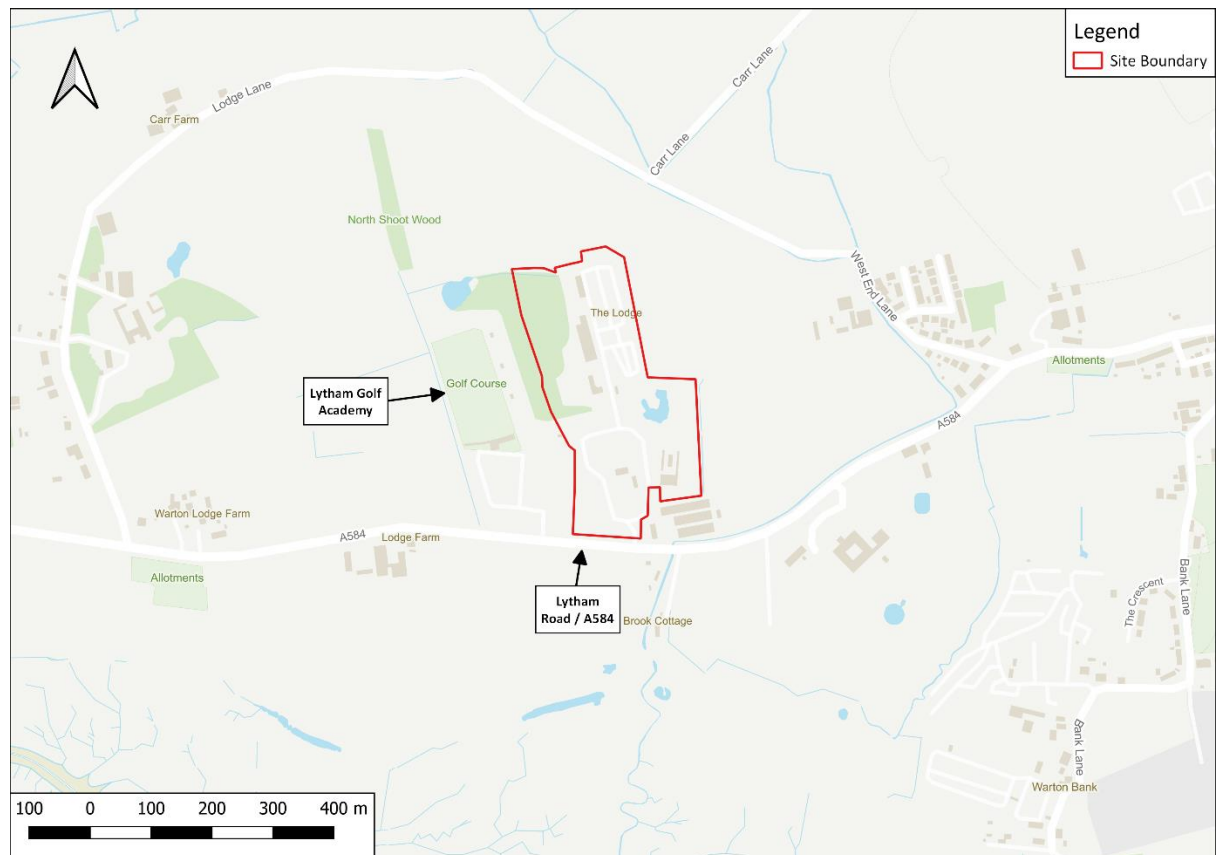 Legend
Site Boundary
Lodge Lane
Carr Farm
Carr Lane
Carr Lane
North Shoot Wood
West End Lane
The Lodge
Allotments
Golf Course
Lytham Golf
Academy
A584
Warton Lodge Farm
A584
Lodge Farm
Allotments
Lytham
Road / A584
Brook Cottage
The Crescent
Bank Lane
Bank Lane
Warton Bank
100 0 100 200 300 400 m